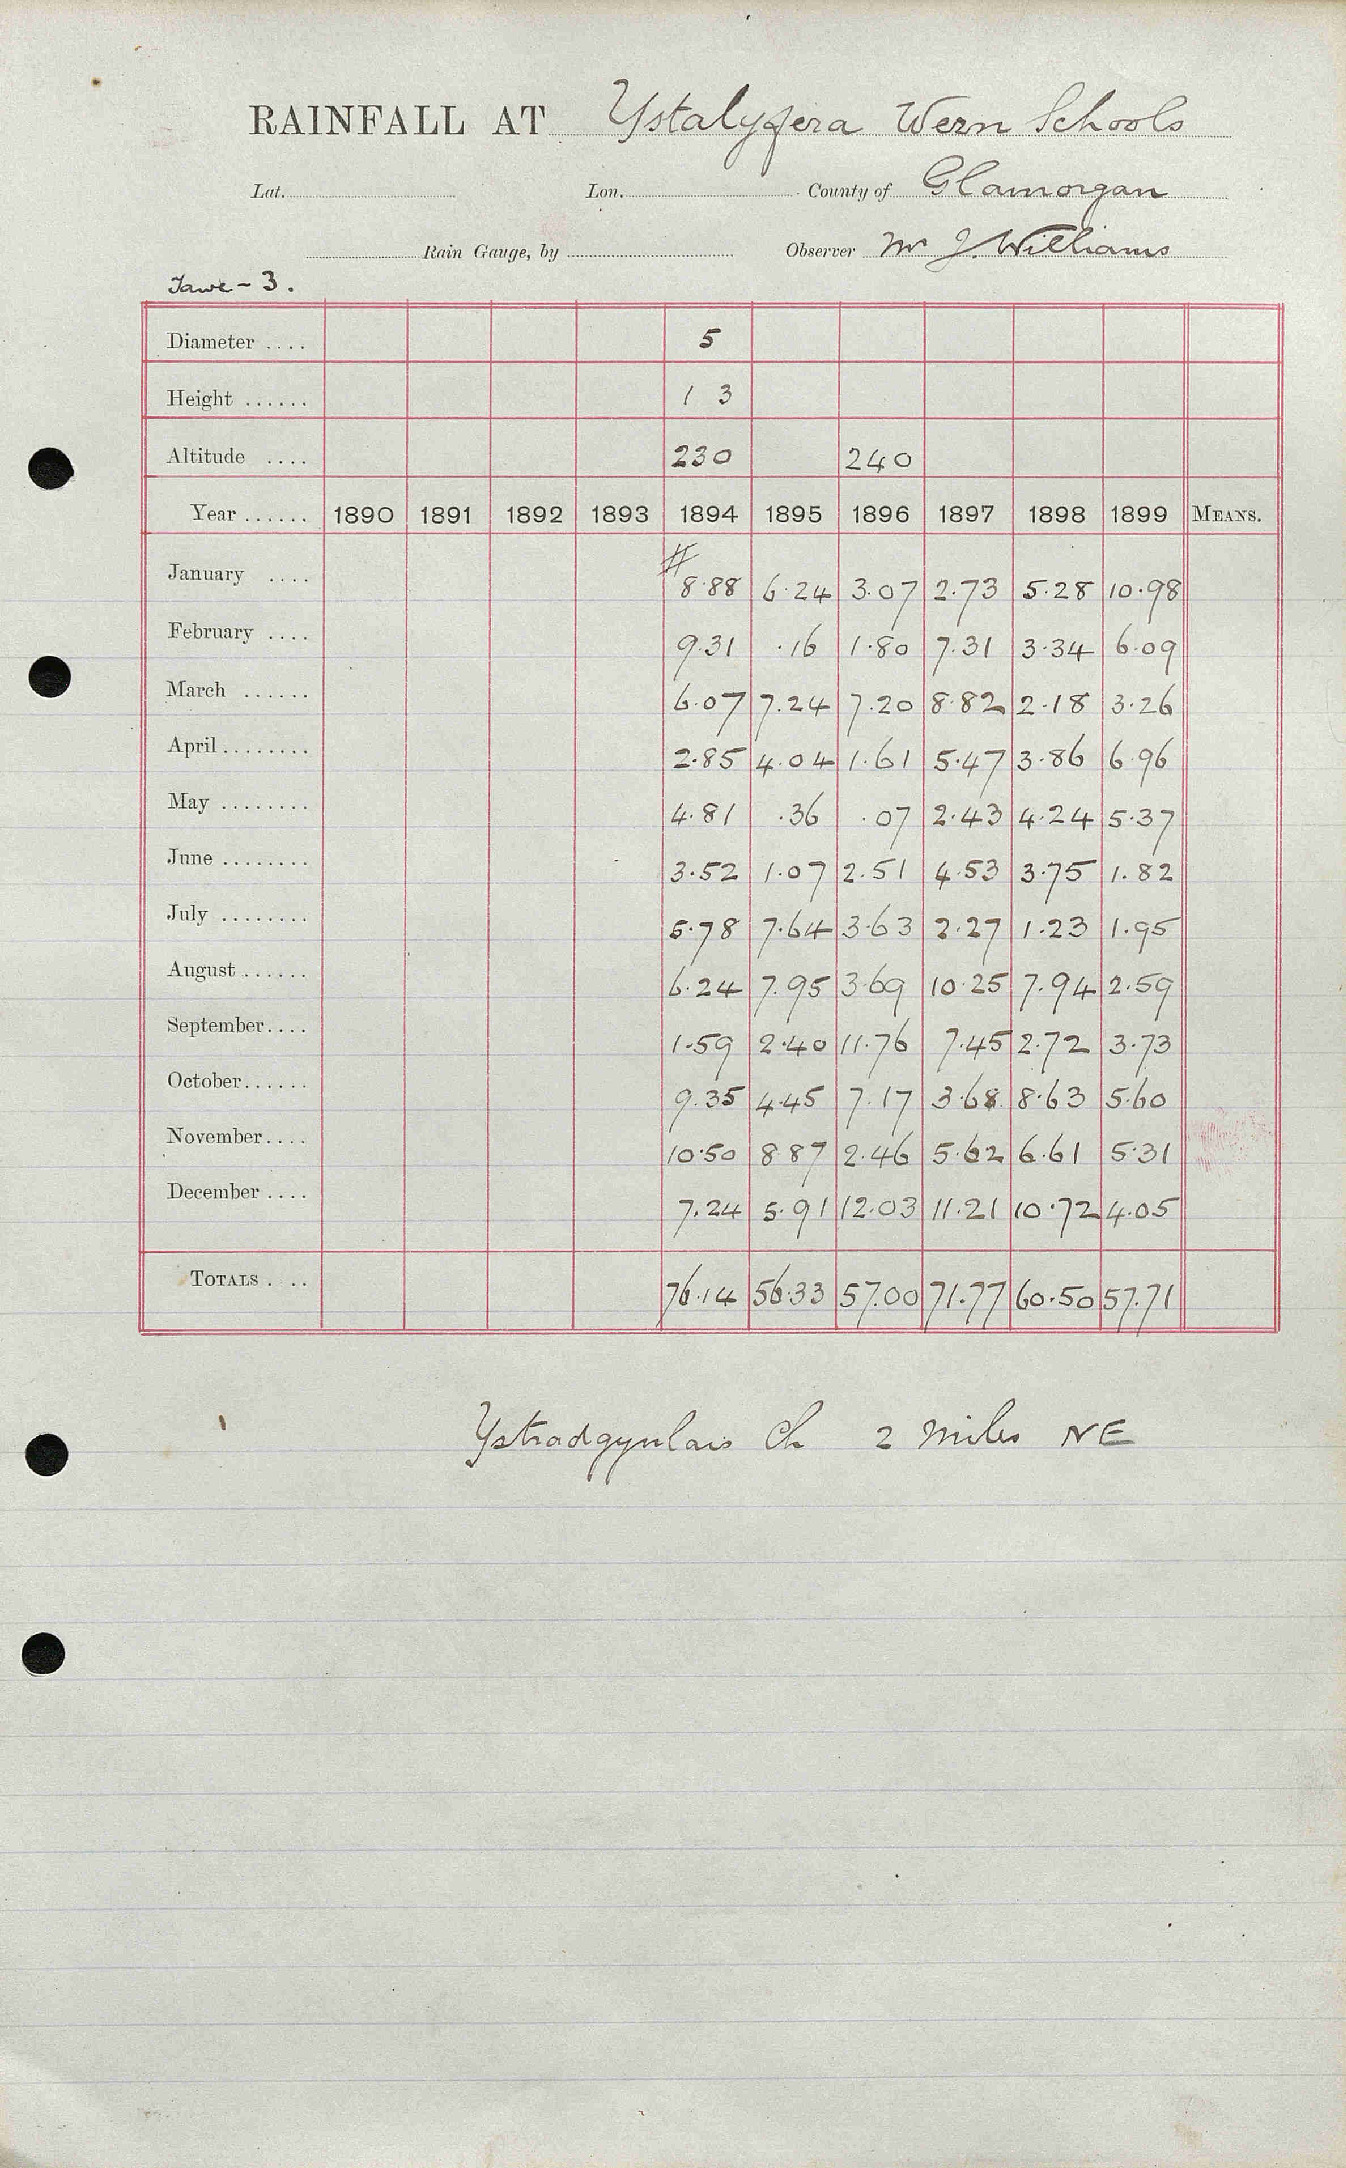 RAINFALL AT Ystalyfera Wern Schools
Lat. Lon. County of Glamorgan
Rain Gauge, by Observer Mr J. Williams
Tawe - 3.
Diameter .... 5
Height ...... 1 3
Altitude .... 230 240
Year ...... 1890 1891 1892 1893 1894 1895 1896 1897 1898 1899 MEANS.
#
January .... 8.88 6.24 3.07 2.73 5.28 10.98
February .... 9.31 .16 1.80 7.31 3.34 6.09
March ...... 6.07 7.24 7.20 8.82 2.18 3.26
April ........ 2.85 4.04 1.61 5.47 3.86 6.96
May ........ 4.81 .36 .07 2.43 4.24 5.37
June ........ 3.52 1.07 2.51 4.53 3.75 1.82
July ........ 5.78 7.64 3.63 2.27 1.23 1.95
August ...... 6.24 7.95 3.69 10.25 7.94 2.59
September.... 1.59 2.40 11.76 7.45 2.72 3.73
October...... 9.35 4.45 7.17 3.68 8.63 5.60
November.... 10.50 8.87 2.46 5.62 6.61 5.31
December .... 7.24 5.91 12.03 11.21 10.72 4.05
TOTALS . .. 76.14 56.33 57.00 71.77 60.50 57.71
Ystradgynlais Ch 2 miles NE